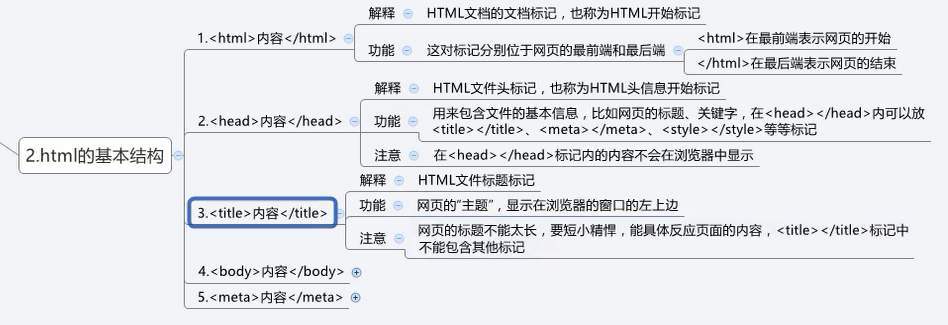 2.html的基本结构
1.<html>内容</html>
解释
HTML文档的文档标记，也称为HTML开始标记
功能
这对标记分别位于网页的最前端和最后端
<html>在最前端表示网页的开始
</html>在最后端表示网页的结束
2.<head>内容</head>
解释
HTML文件头标记，也称为HTML头信息开始标记
功能
用来包含文件的基本信息，比如网页的标题、关键字，在<head></head>内可以放
<title></title>、<meta></meta>、<style></style>等等标记
注意
在<head></head>标记内的内容不会在浏览器中显示
3.<title>内容</title>
解释
HTML文件标题标记
功能
网页的“主题”，显示在浏览器的窗口的左上边
注意
网页的标题不能太长，要短小精悍，能具体反应页面的内容，<title></title>标记中
不能包含其他标记
4.<body>内容</body>
5.<meta>内容</meta>